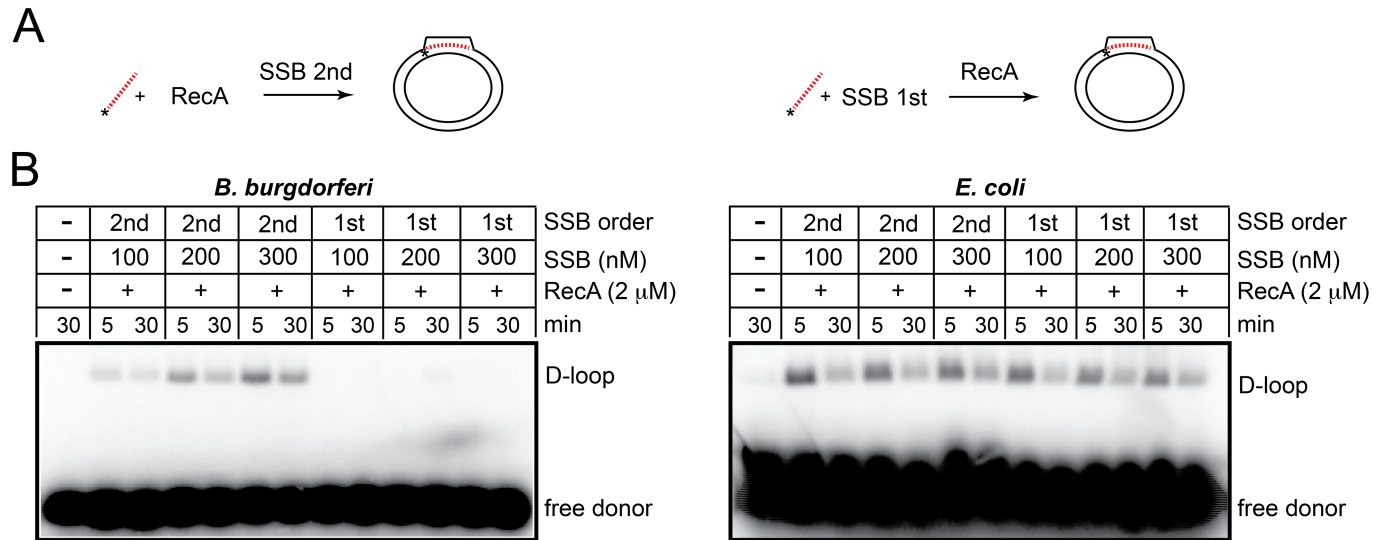 A
* + RecA SSB 2nd *
* + SSB 1st RecA *
B
B. burgdorferi
- 2nd 2nd 2nd 1st 1st 1st SSB order
- 100 200 300 100 200 300 SSB (nM)
- + + + + + + RecA (2 μM)
30 5 30 5 30 5 30 5 30 5 30 5 30 min
D-loop
free donor
E. coli
- 2nd 2nd 2nd 1st 1st 1st SSB order
- 100 200 300 100 200 300 SSB (nM)
- + + + + + + RecA (2 μM)
30 5 30 5 30 5 30 5 30 5 30 5 30 min
D-loop
free donor